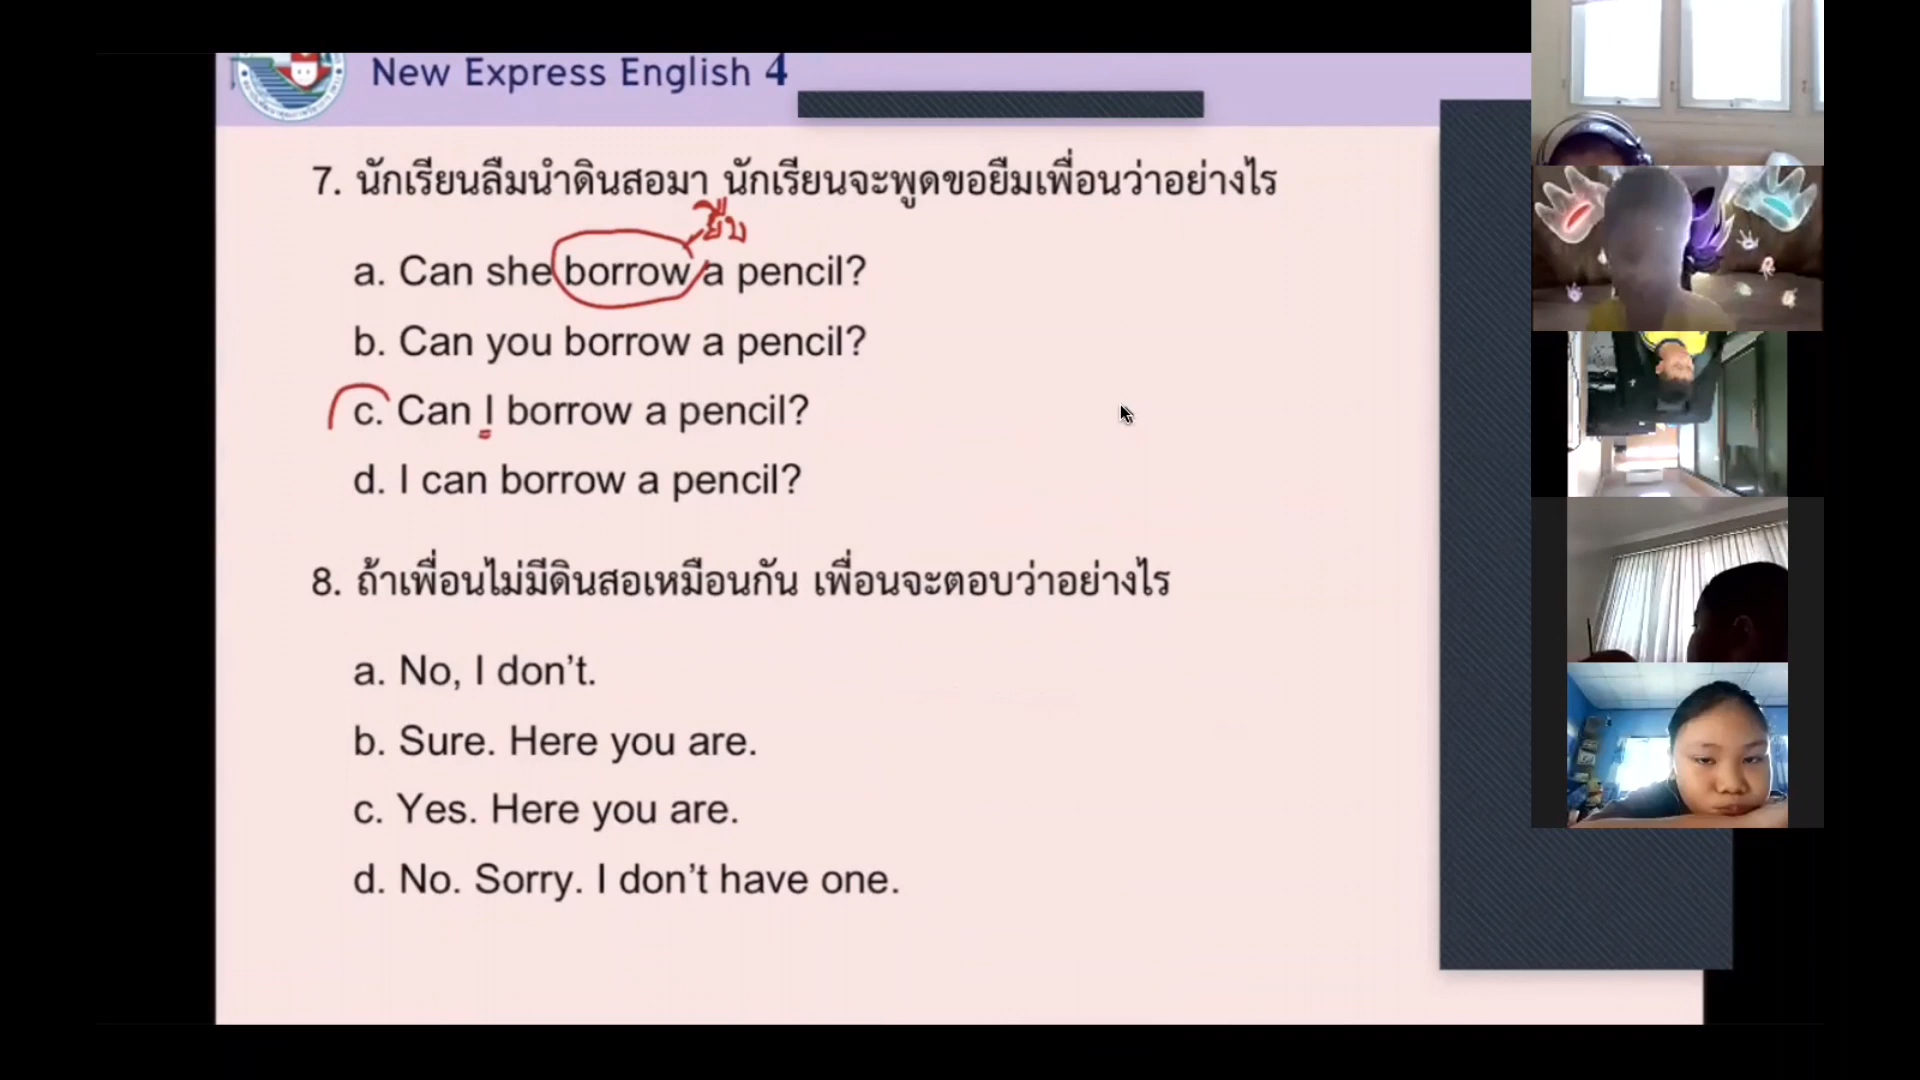 New Express English 4
7. นักเรียนลืมนำดินสอมา นักเรียนจะพูดขอยืมเพื่อนว่าอย่างไร
a. Can she borrow a pencil?
b. Can you borrow a pencil?
c. Can I borrow a pencil?
d. I can borrow a pencil?
8. ถ้าเพื่อนไม่มีดินสอเหมือนกัน เพื่อนจะตอบว่าอย่างไร
a. No, I don't.
b. Sure. Here you are.
c. Yes. Here you are.
d. No. Sorry. I don't have one.